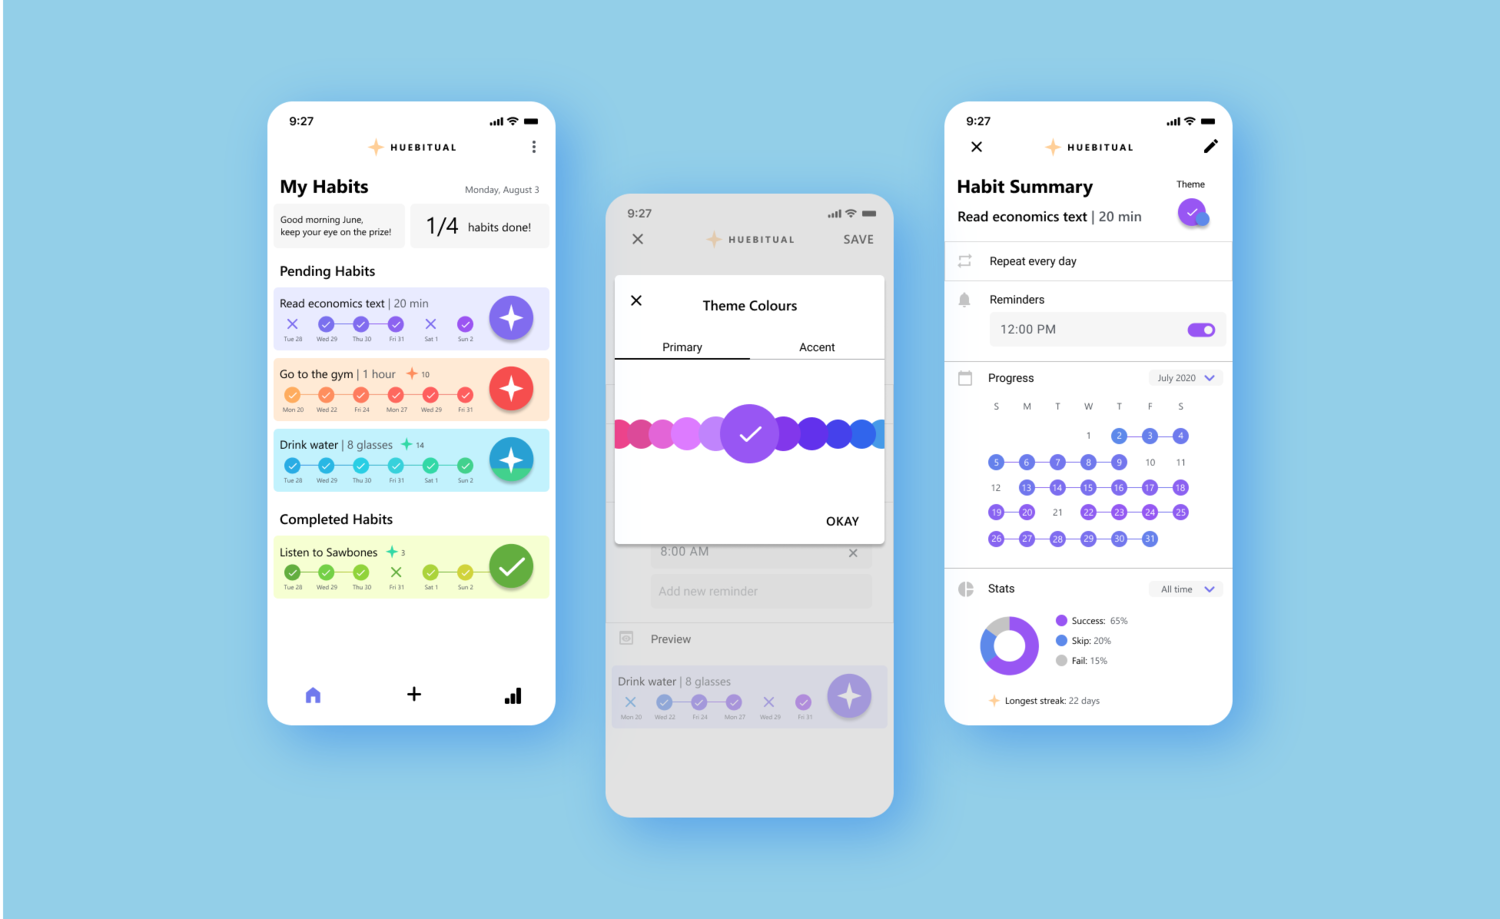 9:27
HUEBITUAL
My Habits
Monday, August 3
Good morning June,
keep your eye on the prize!
1/4 habits done!
Pending Habits
Read economics text | 20 min
Tue 28 Wed 29 Thu 30 Fri 31 Sat 1 Sun 2
Go to the gym | 1 hour 10
Mon 20 Wed 22 Fri 24 Mon 27 Wed 29 Fri 31
Drink water | 8 glasses 14
Tue 28 Wed 29 Thu 30 Fri 31 Sat 1 Sun 2
Completed Habits
Listen to Sawbones 3
Tue 28 Wed 29 Thu 30 Fri 31 Sat 1 Sun 2
9:27
HUEBITUAL SAVE
Theme Colours
Primary Accent
OKAY
8:00 AM
Add new reminder
Preview
Drink water | 8 glasses
Mon 20 Wed 22 Fri 24 Mon 27 Wed 29 Fri 31
9:27
HUEBITUAL
Habit Summary
Theme
Read economics text | 20 min
Repeat every day
Reminders
12:00 PM
Progress July 2020
S M T W T F S
1 2 3 4
5 6 7 8 9 10 11
12 13 14 15 16 17 18
19 20 21 22 23 24 25
26 27 28 29 30 31
Stats All time
Success: 65%
Skip: 20%
Fail: 15%
Longest streak: 22 days